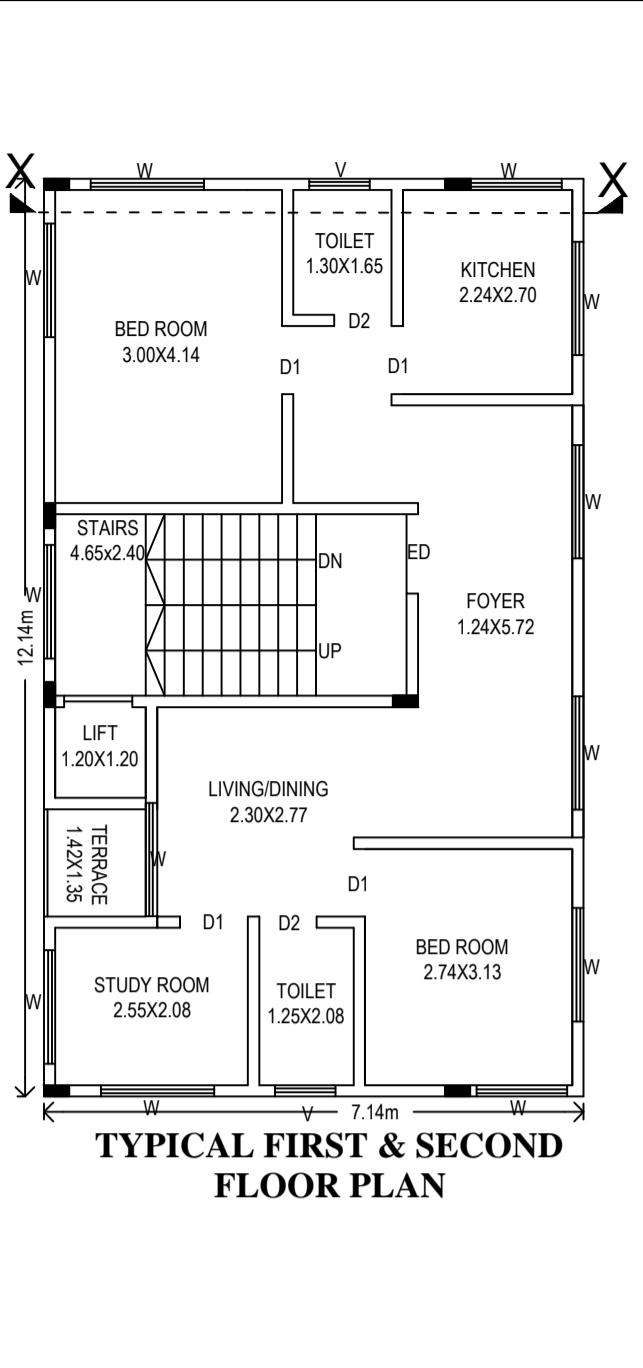 X
W
V
W
X
TOILET
1.30X1.65
KITCHEN
2.24X2.70
W
W
BED ROOM
3.00X4.14
D2
D1
D1
W
STAIRS
4.65x2.40
DN
ED
W
FOYER
1.24X5.72
12.14m
UP
LIFT
1.20X1.20
W
LIVING/DINING
2.30X2.77
TERRACE
1.42X1.35
W
D1
D1
D2
BED ROOM
2.74X3.13
W
STUDY ROOM
2.55X2.08
TOILET
1.25X2.08
W
W
V
7.14m
W
TYPICAL FIRST & SECOND
FLOOR PLAN